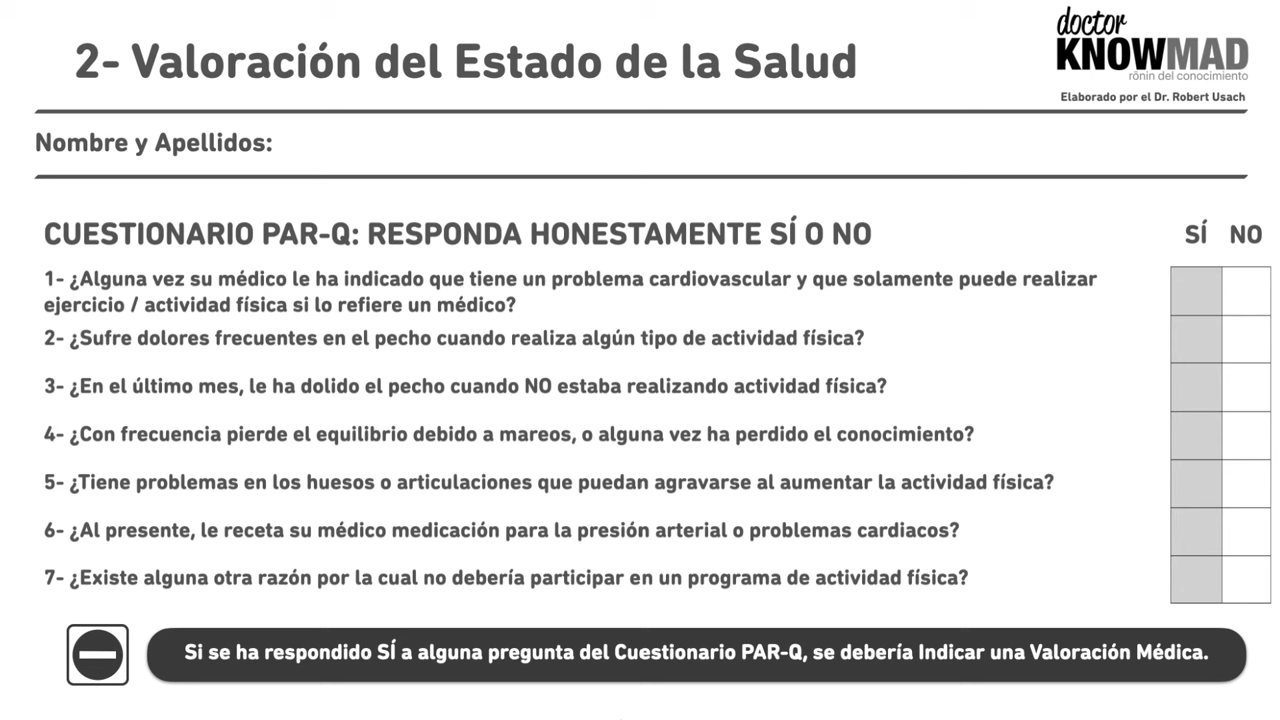 2- Valoración del Estado de la Salud
doctor
KNOWMAD
rōnin del conocimiento
Elaborado por el Dr. Robert Usach
Nombre y Apellidos:
CUESTIONARIO PAR-Q: RESPONDA HONESTAMENTE SÍ O NO
SÍ NO
1- ¿Alguna vez su médico le ha indicado que tiene un problema cardiovascular y que solamente puede realizar
ejercicio / actividad física si lo refiere un médico?
2- ¿Sufre dolores frecuentes en el pecho cuando realiza algún tipo de actividad física?
3- ¿En el último mes, le ha dolido el pecho cuando NO estaba realizando actividad física?
4- ¿Con frecuencia pierde el equilibrio debido a mareos, o alguna vez ha perdido el conocimiento?
5- ¿Tiene problemas en los huesos o articulaciones que puedan agravarse al aumentar la actividad física?
6- ¿Al presente, le receta su médico medicación para la presión arterial o problemas cardiacos?
7- ¿Existe alguna otra razón por la cual no debería participar en un programa de actividad física?
Si se ha respondido SÍ a alguna pregunta del Cuestionario PAR-Q, se debería Indicar una Valoración Médica.